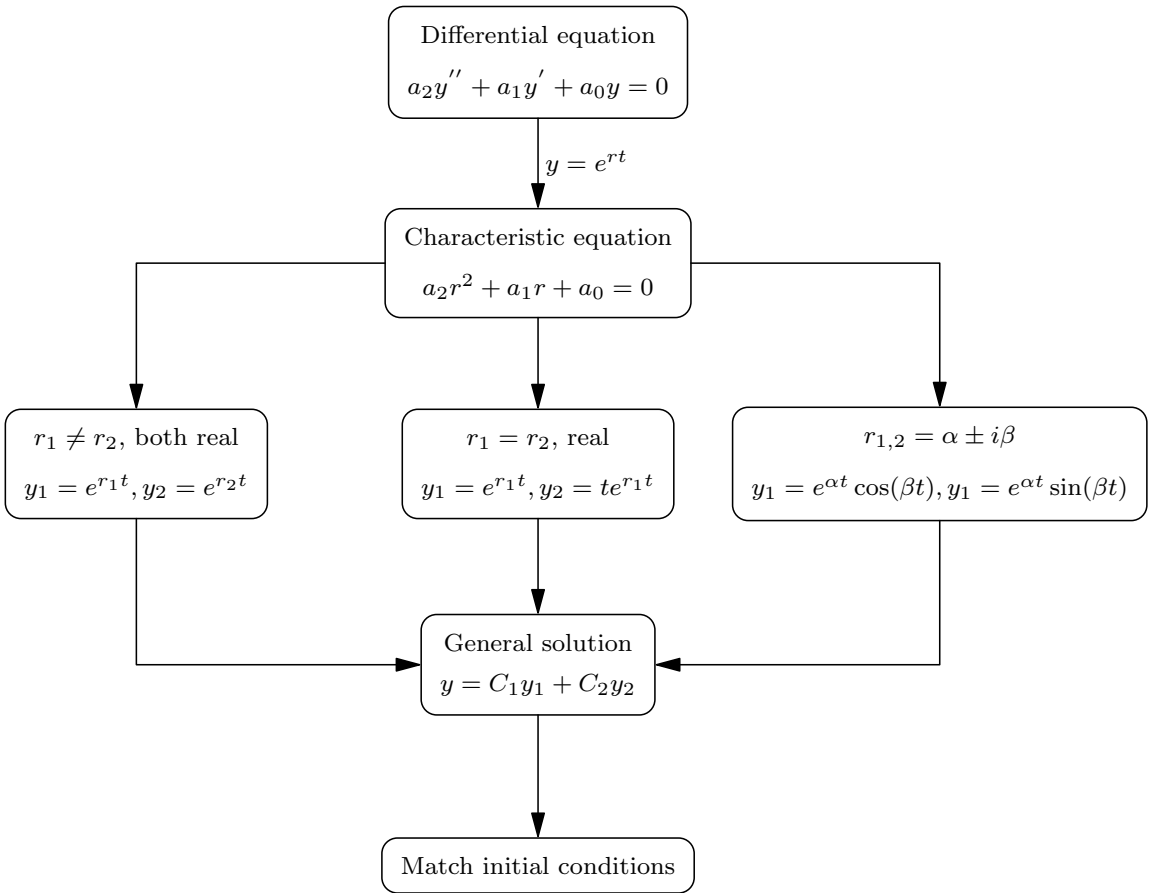 Differential equation
a₂y′′ + a₁y′ + a₀y = 0
y = e^{rt}
Characteristic equation
a₂r² + a₁r + a₀ = 0
r₁ ≠ r₂, both real
y₁ = e^{r₁t}, y₂ = e^{r₂t}
r₁ = r₂, real
y₁ = e^{r₁t}, y₂ = te^{r₁t}
r_{1,2} = α ± iβ
y₁ = e^{αt} cos(βt), y₁ = e^{αt} sin(βt)
General solution
y = C₁y₁ + C₂y₂
Match initial conditions